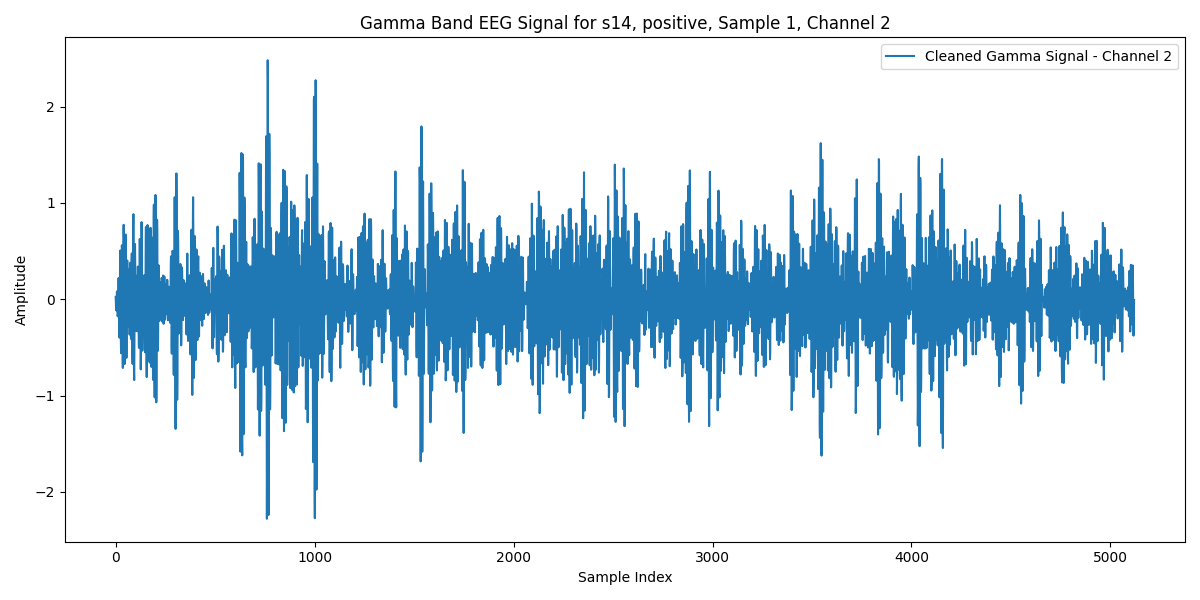 Gamma Band EEG Signal for s14, positive, Sample 1, Channel 2
Cleaned Gamma Signal - Channel 2
Amplitude
2
1
0
−1
−2
0 1000 2000 3000 4000 5000
Sample Index